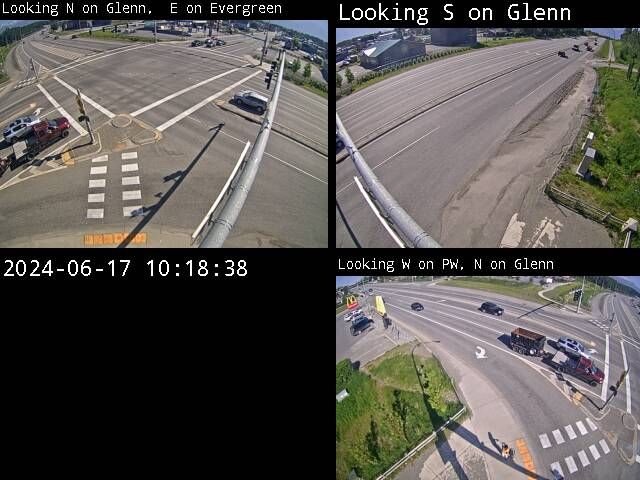 Looking N on Glenn, E on Evergreen
Looking S on Glenn
2024-06-17 10:18:38
Looking W on PW, N on Glenn